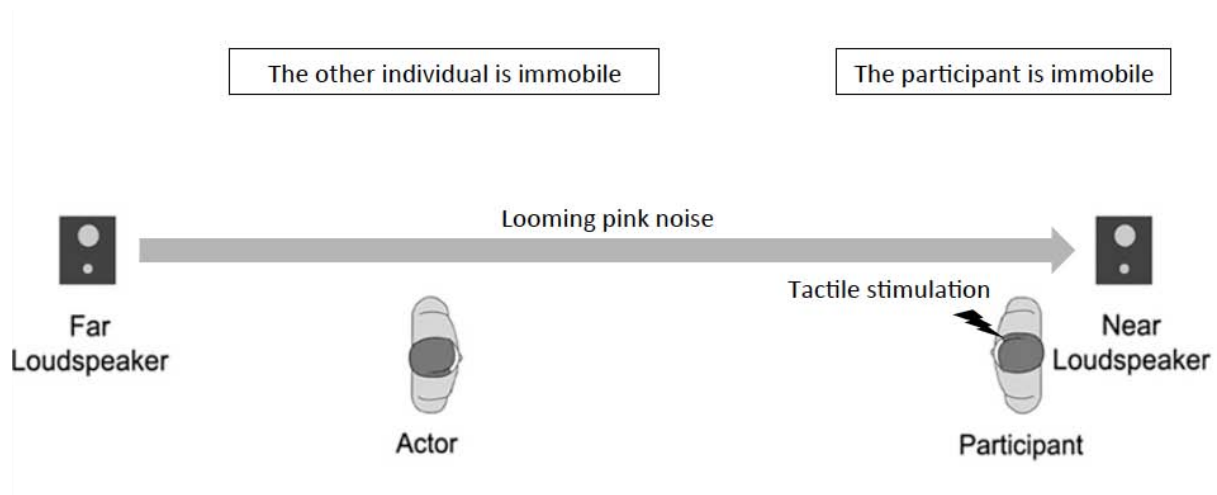 The other individual is immobile
The participant is immobile
Looming pink noise
Tactile stimulation
Far
Loudspeaker
Near
Loudspeaker
Actor
Participant